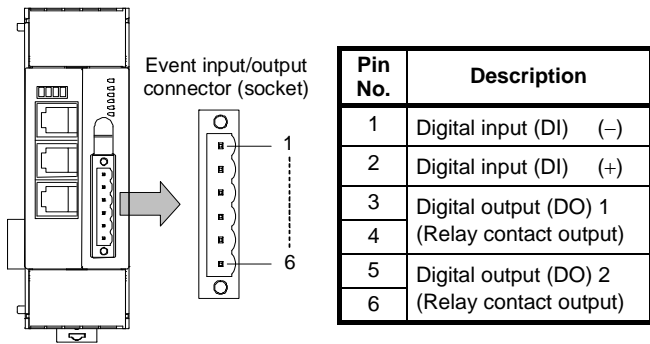 Event input/output
connector (socket)
1
6
Pin No.
Description
1
Digital input (DI) (−)
2
Digital input (DI) (+)
3
4
Digital output (DO) 1
(Relay contact output)
5
6
Digital output (DO) 2
(Relay contact output)